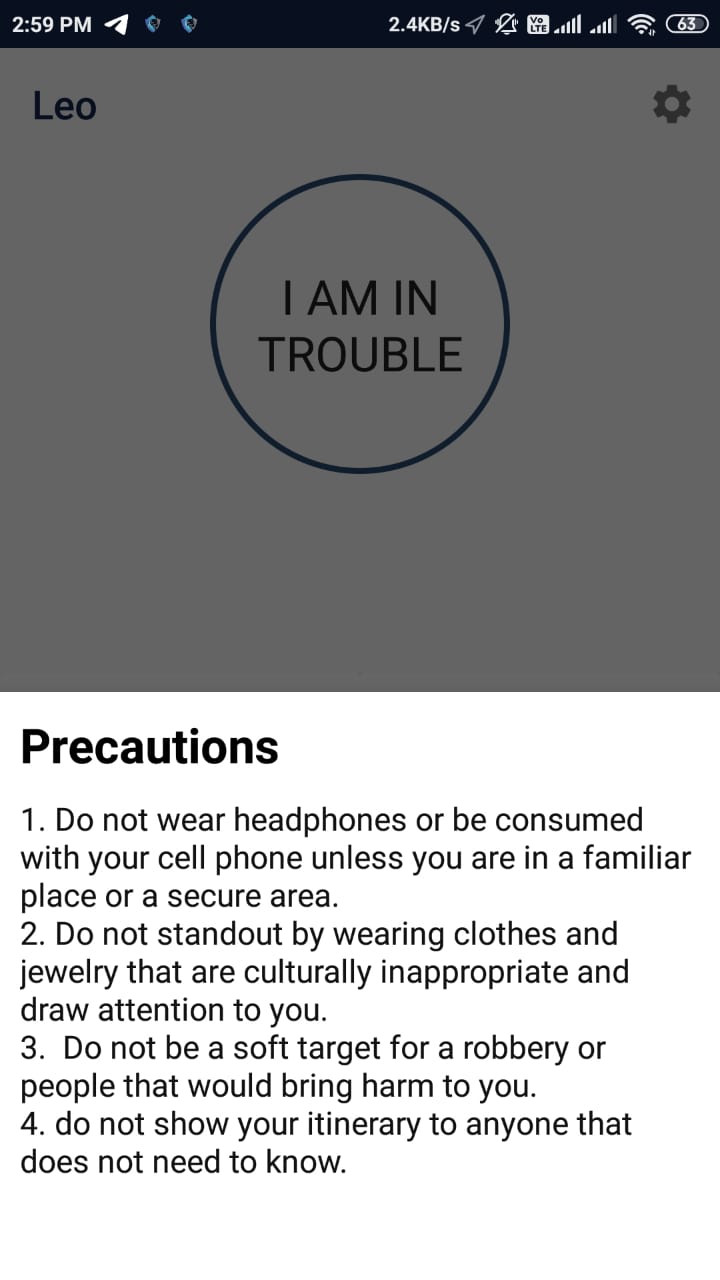 2:59 PM 2.4KB/s Vo LTE 63
Leo
I AM IN
TROUBLE
Precautions
1. Do not wear headphones or be consumed
with your cell phone unless you are in a familiar
place or a secure area.
2. Do not standout by wearing clothes and
jewelry that are culturally inappropriate and
draw attention to you.
3.  Do not be a soft target for a robbery or
people that would bring harm to you.
4. do not show your itinerary to anyone that
does not need to know.